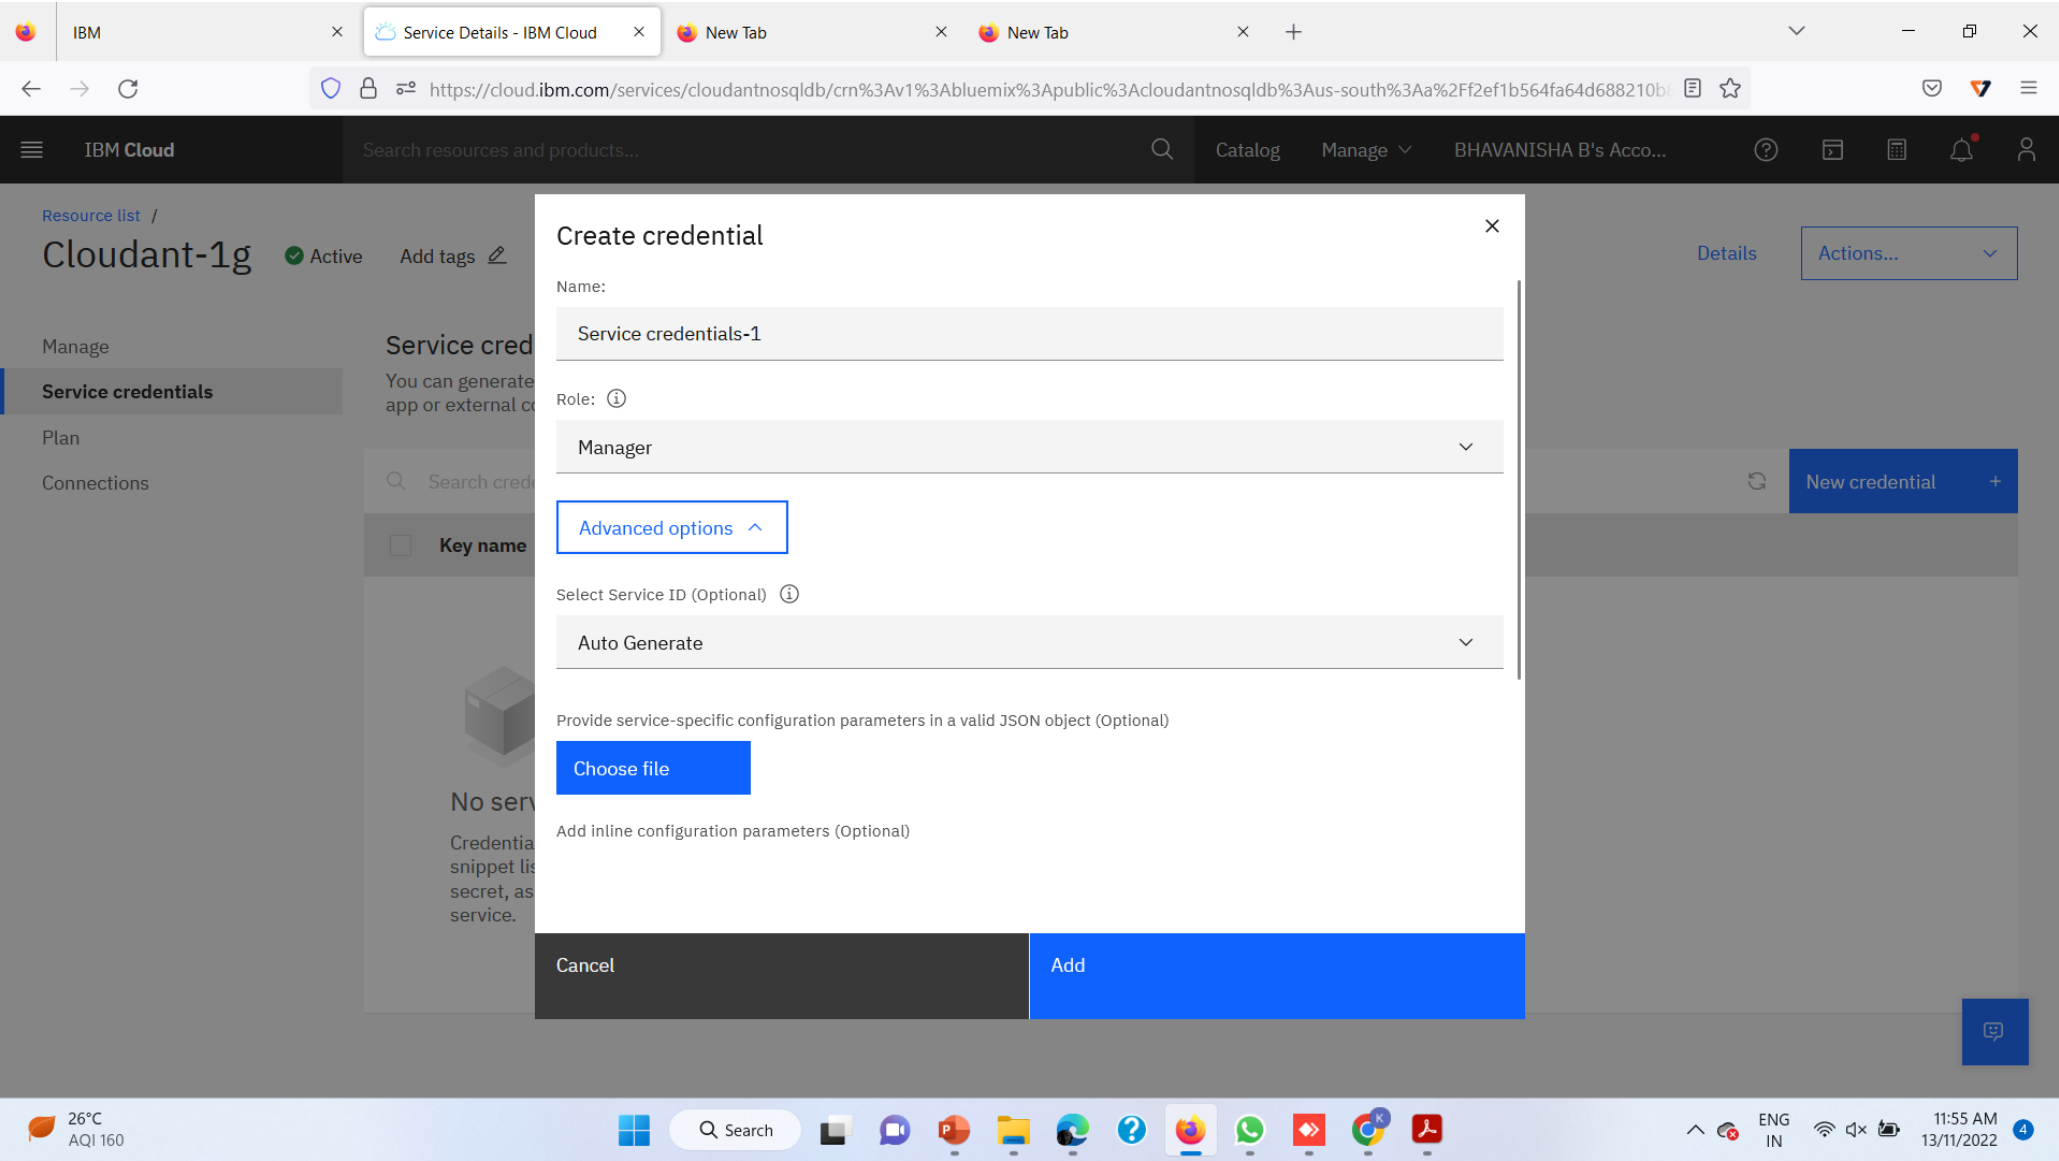 IBM
Service Details - IBM Cloud
New Tab
New Tab
https://cloud.ibm.com/services/cloudantnosqldb/crn%3Av1%3Abluemix%3Apublic%3Acloudantnosqldb%3Aus-south%3Aa%2Ff2ef1b564fa64d688210b
IBM Cloud
Search resources and products...
Catalog
Manage
BHAVANISHA B's Acco...
Resource list /
Cloudant-1g
Active
Add tags
Details
Actions...
Manage
Service credentials
Plan
Connections
Service cred
You can generate
app or external
Search cred
New credential +
Key name
No serv
Credentia
snippet
secret, as
service.
Create credential
Name:
Service credentials-1
Role:
Manager
Advanced options
Select Service ID (Optional)
Auto Generate
Provide service-specific configuration parameters in a valid JSON object (Optional)
Choose file
Add inline configuration parameters (Optional)
Cancel
Add
26°C
AQI 160
Search
K
ENG
IN
11:55 AM
13/11/2022
4